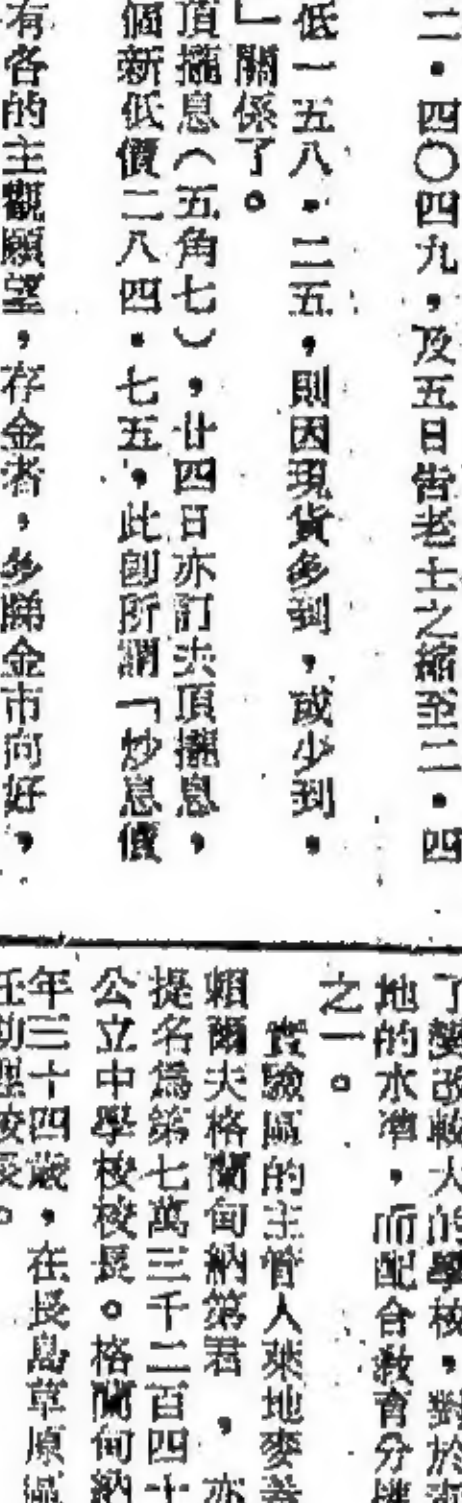 二・四〇四九，及五日告老士之縮至二・四
低一五八・二五，則因現貨多到，或少到，
」關係了。
頂攏息（五角七），廿四日亦訂夫頂攏息，
個新低價二八四・七五，此即所謂「炒息價
有各的主觀願望，存金者，多睇金市向好，
了變改較大的學校，對於
地的水準，而配合教育分
之一。
實驗區的主管人萊地麥
賴爾夫格蘭甸納第君，亦
提名為第七萬三千二百四十
公立中學校校長。格蘭甸納
年三十四歲，在長島草原區
任助理校長。